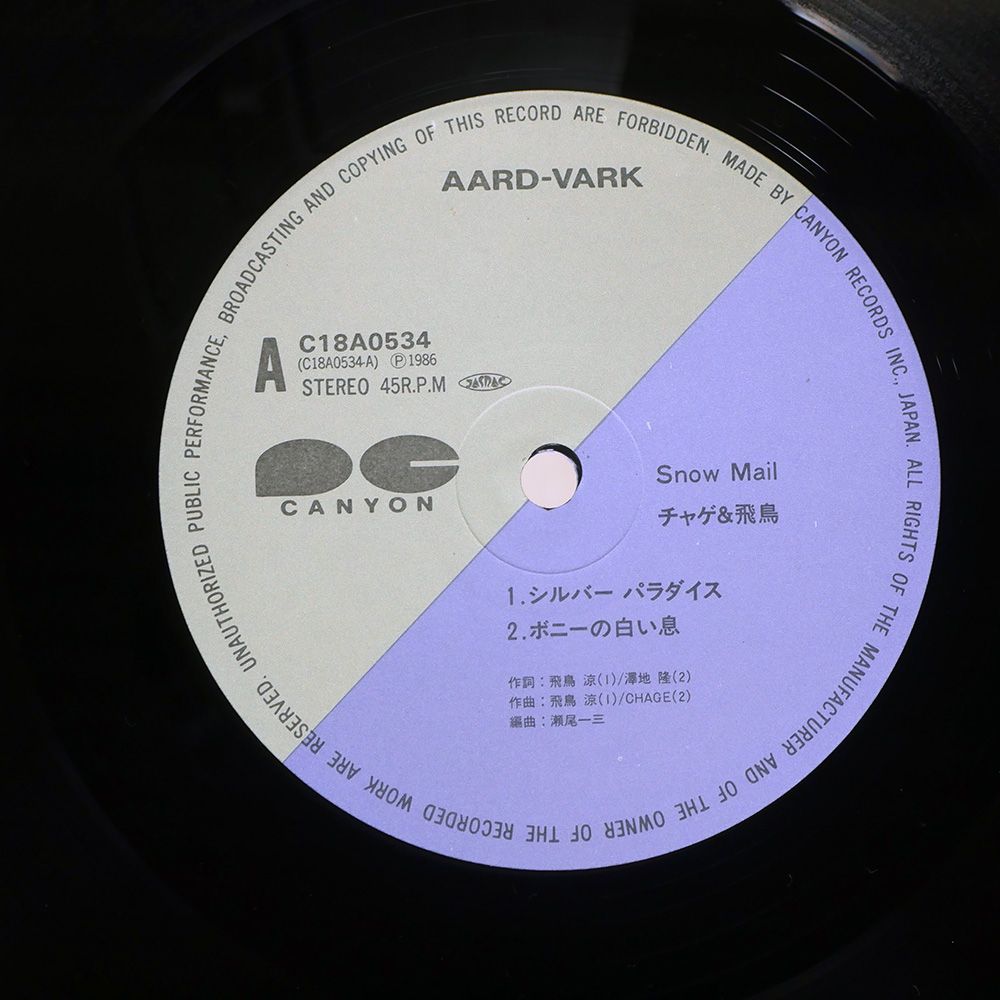 AARD-VARK
A
C18A0534
(C18A0534-A) Ⓟ1986
STEREO 45R.P.M JASRAC
CANYON
Snow Mail
チャゲ&飛鳥
1.シルバー パラダイス
2.ボニーの白い息
作詞：飛鳥 涼(1)/澤地 隆(2)
作曲：飛鳥 涼(1)/CHAGE(2)
編曲：瀬尾一三
MADE BY CANYON RECORDS INC., JAPAN ALL RIGHTS OF THE MANUFACTURER AND OF THE OWNER OF THE RECORDED WORK ARE RESERVED. UNAUTHORIZED PUBLIC PERFORMANCE, BROADCASTING AND COPYING OF THIS RECORD ARE FORBIDDEN.